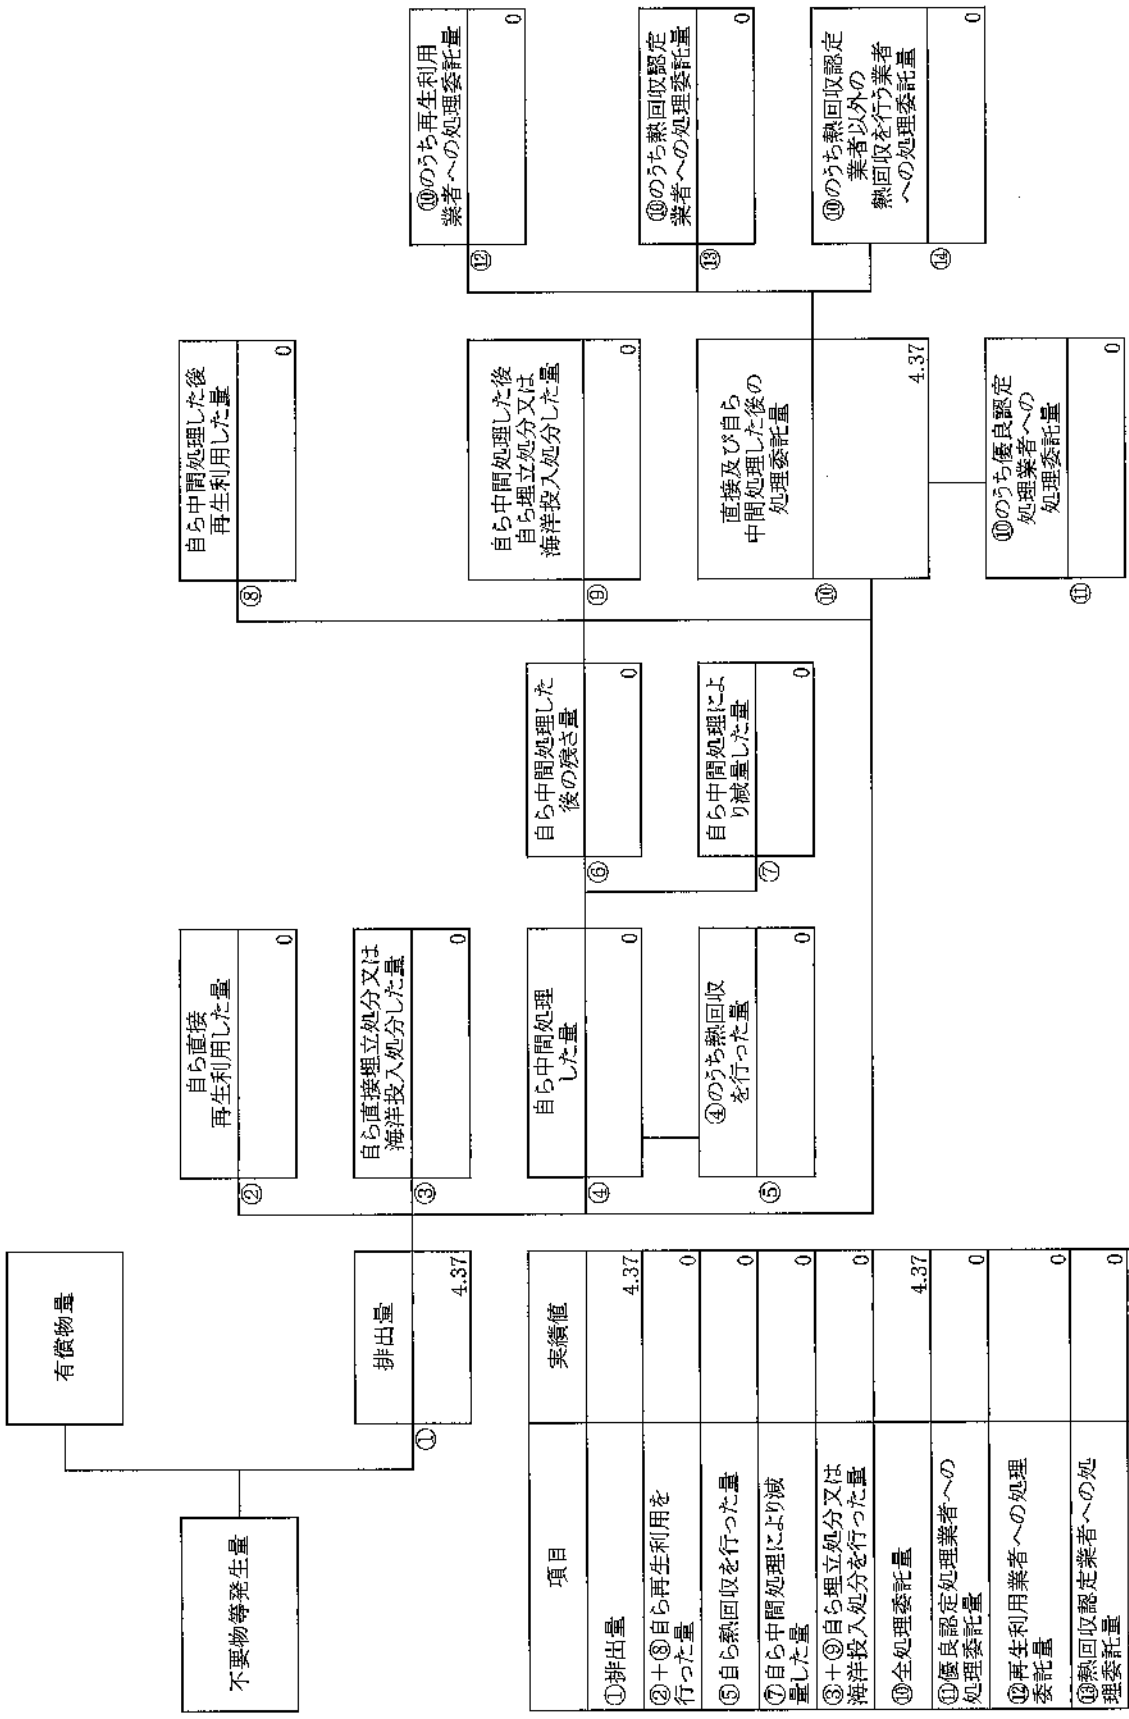 不要物等発生量
有償物量
①
排出量
4.37
②
自ら直接
再生利用した量
0
③
自ら直接埋立処分又は
海洋投入処分した量
0
④
自ら中間処理
した量
0
⑤
④のうち熱回収
を行った量
0
⑥
自ら中間処理した
後の残さ量
0
⑦
自ら中間処理によ
り減量した量
0
⑧
自ら中間処理した後
再生利用した量
0
⑨
自ら中間処理した後
自ら埋立処分又は
海洋投入処分した量
0
⑩
直接及び自ら
中間処理した後の
処理委託量
4.37
⑪
⑩のうち優良認定
処理業者への
処理委託量
0
⑫
⑩のうち再生利用
業者への処理委託量
0
⑬
⑩のうち熱回収認定
業者への処理委託量
0
⑭
⑩のうち熱回収認定
業者以外の
熱回収を行う業者
への処理委託量
0
項目
実績値
①排出量
4.37
②+⑧自ら再生利用を
行った量
0
⑤自ら熱回収を行った量
0
⑦自ら中間処理により減
量した量
0
③+⑨自ら埋立処分又は
海洋投入処分を行った量
0
⑩全処理委託量
4.37
⑪優良認定処理業者への
処理委託量
0
⑫再生利用業者への処理
委託量
0
⑬熱回収認定業者への処
理委託量
0